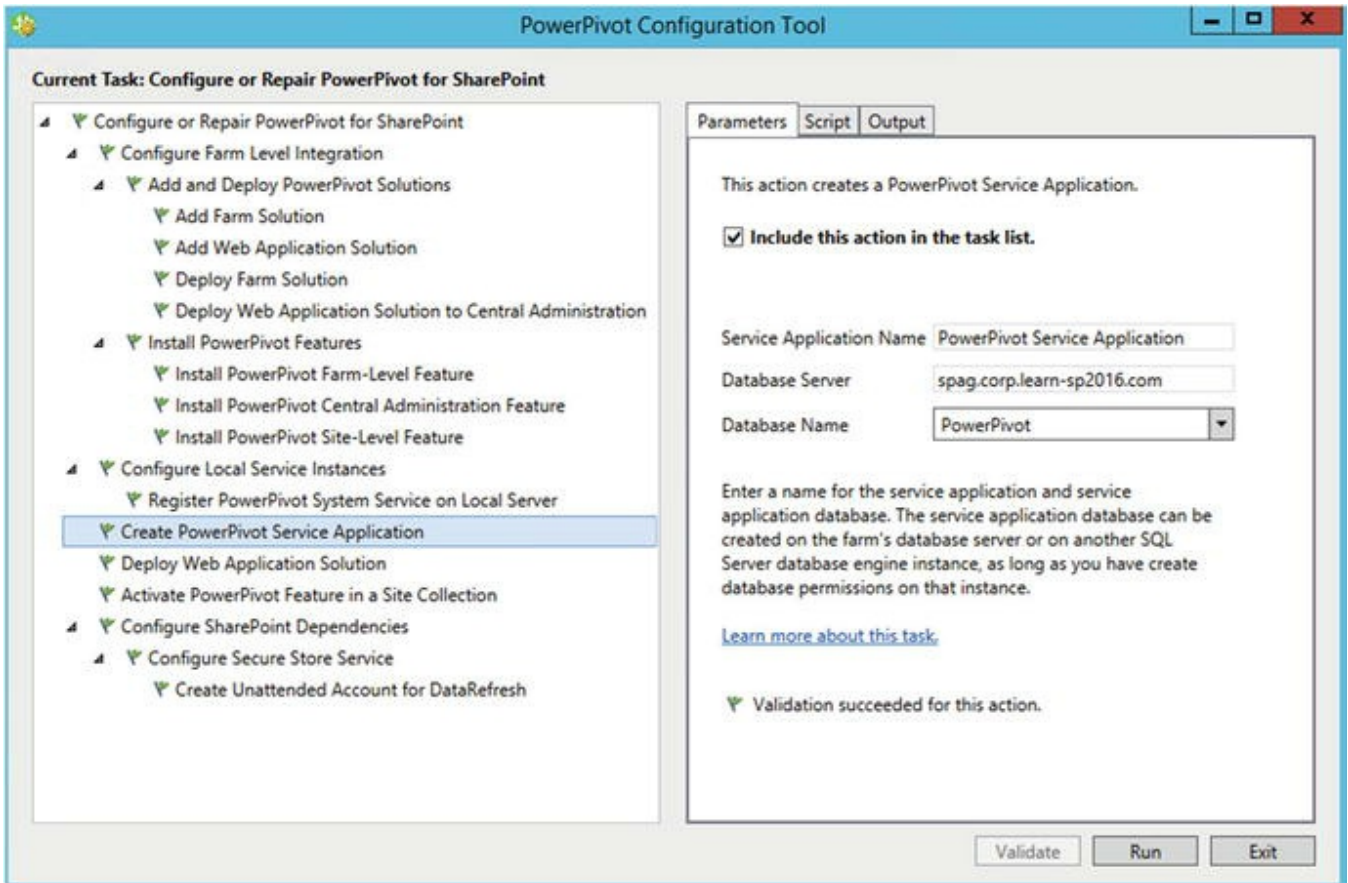 PowerPivot Configuration Tool
Current Task: Configure or Repair PowerPivot for SharePoint
Configure or Repair PowerPivot for SharePoint
Configure Farm Level Integration
Add and Deploy PowerPivot Solutions
Add Farm Solution
Add Web Application Solution
Deploy Farm Solution
Deploy Web Application Solution to Central Administration
Install PowerPivot Features
Install PowerPivot Farm-Level Feature
Install PowerPivot Central Administration Feature
Install PowerPivot Site-Level Feature
Configure Local Service Instances
Register PowerPivot System Service on Local Server
Create PowerPivot Service Application
Deploy Web Application Solution
Activate PowerPivot Feature in a Site Collection
Configure SharePoint Dependencies
Configure Secure Store Service
Create Unattended Account for DataRefresh
Parameters Script Output
This action creates a PowerPivot Service Application.
Include this action in the task list.
Service Application Name PowerPivot Service Application
Database Server spag.corp.learn-sp2016.com
Database Name PowerPivot
Enter a name for the service application and service
application database. The service application database can be
created on the farm's database server or on another SQL
Server database engine instance, as long as you have create
database permissions on that instance.
Learn more about this task.
Validation succeeded for this action.
Validate Run Exit